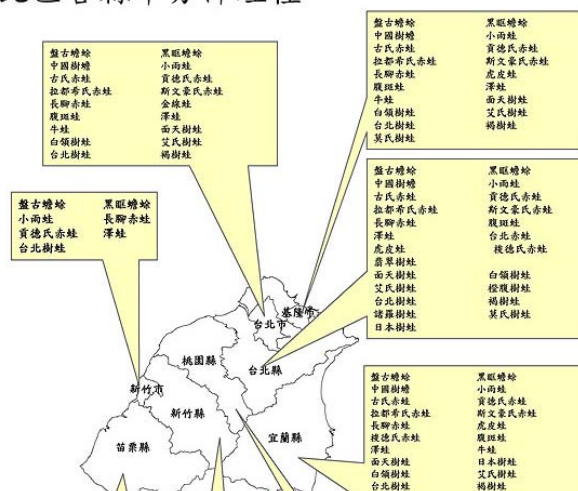 盤古蟾蜍 黑眶蟾蜍
中國樹蟾 小雨蛙
古氏赤蛙 貢德氏赤蛙
拉都希氏赤蛙 斯文豪氏赤蛙
長腳赤蛙 金線蛙
腹斑蛙 澤蛙
牛蛙 面天樹蛙
白頷樹蛙 艾氏樹蛙
台北樹蛙 褐樹蛙
盤古蟾蜍 黑眶蟾蜍
中國樹蟾 小雨蛙
古氏赤蛙 貢德氏赤蛙
拉都希氏赤蛙 斯文豪氏赤蛙
長腳赤蛙 虎皮蛙
腹斑蛙 澤蛙
牛蛙 面天樹蛙
白頷樹蛙 艾氏樹蛙
台北樹蛙 褐樹蛙
莫氏樹蛙
盤古蟾蜍 黑眶蟾蜍
小雨蛙 長腳赤蛙
貢德氏赤蛙 澤蛙
台北樹蛙
盤古蟾蜍 黑眶蟾蜍
中國樹蟾 小雨蛙
古氏赤蛙 貢德氏赤蛙
拉都希氏赤蛙 斯文豪氏赤蛙
長腳赤蛙 腹斑蛙
澤蛙 台北赤蛙
虎皮蛙 梭德氏赤蛙
翡翠樹蛙
面天樹蛙 白頷樹蛙
艾氏樹蛙 橙腹樹蛙
台北樹蛙 褐樹蛙
諸羅樹蛙 莫氏樹蛙
日本樹蛙
基隆市
台北市
桃園縣
台北縣
新竹市
新竹縣
宜蘭縣
苗栗縣
盤古蟾蜍 黑眶蟾蜍
中國樹蟾 小雨蛙
古氏赤蛙 貢德氏赤蛙
拉都希氏赤蛙 斯文豪氏赤蛙
長腳赤蛙 虎皮蛙
梭德氏赤蛙 腹斑蛙
澤蛙 牛蛙
面天樹蛙 日本樹蛙
白頷樹蛙 艾氏樹蛙
台北樹蛙 褐樹蛙